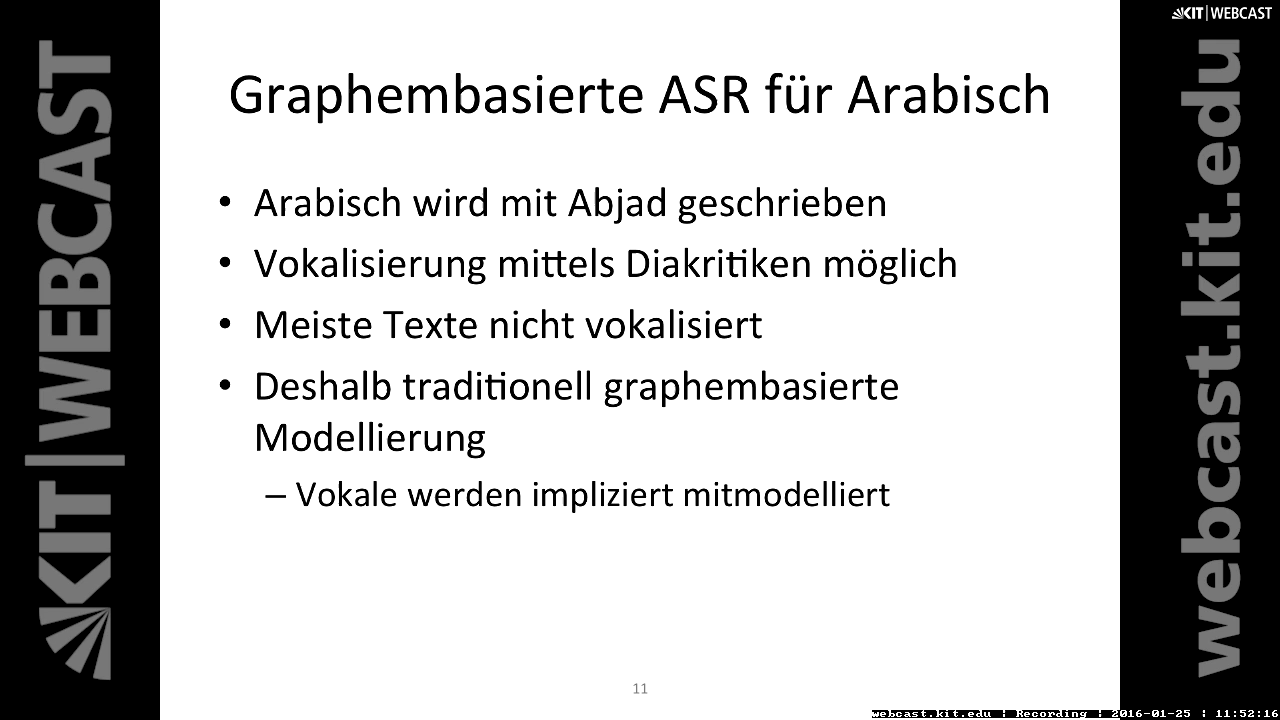 KIT | WEBCAST
Graphembasierte ASR für Arabisch
• Arabisch wird mit Abjad geschrieben
• Vokalisierung mittels Diakritiken möglich
• Meiste Texte nicht vokalisiert
• Deshalb traditionell graphembasierte
Modellierung
– Vokale werden impliziert mitmodelliert
11
KIT|WEBCAST
webcast.kit.edu
webcast.kit.edu | Recording | 2016-01-25 | 11:52:16